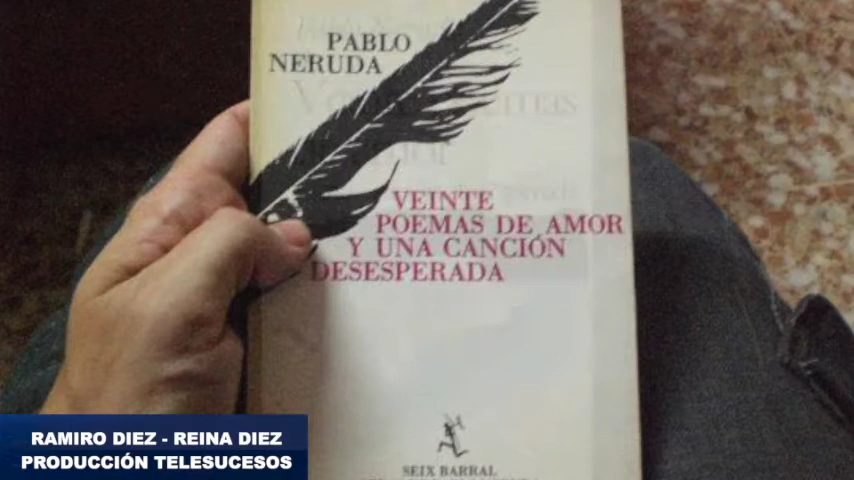 PABLO
NERUDA
VEINTE
POEMAS DE AMOR
Y UNA CANCIÓN
DESESPERADA
SEIX BARRAL
RAMIRO DIEZ - REINA DIEZ
PRODUCCIÓN TELESUCESOS